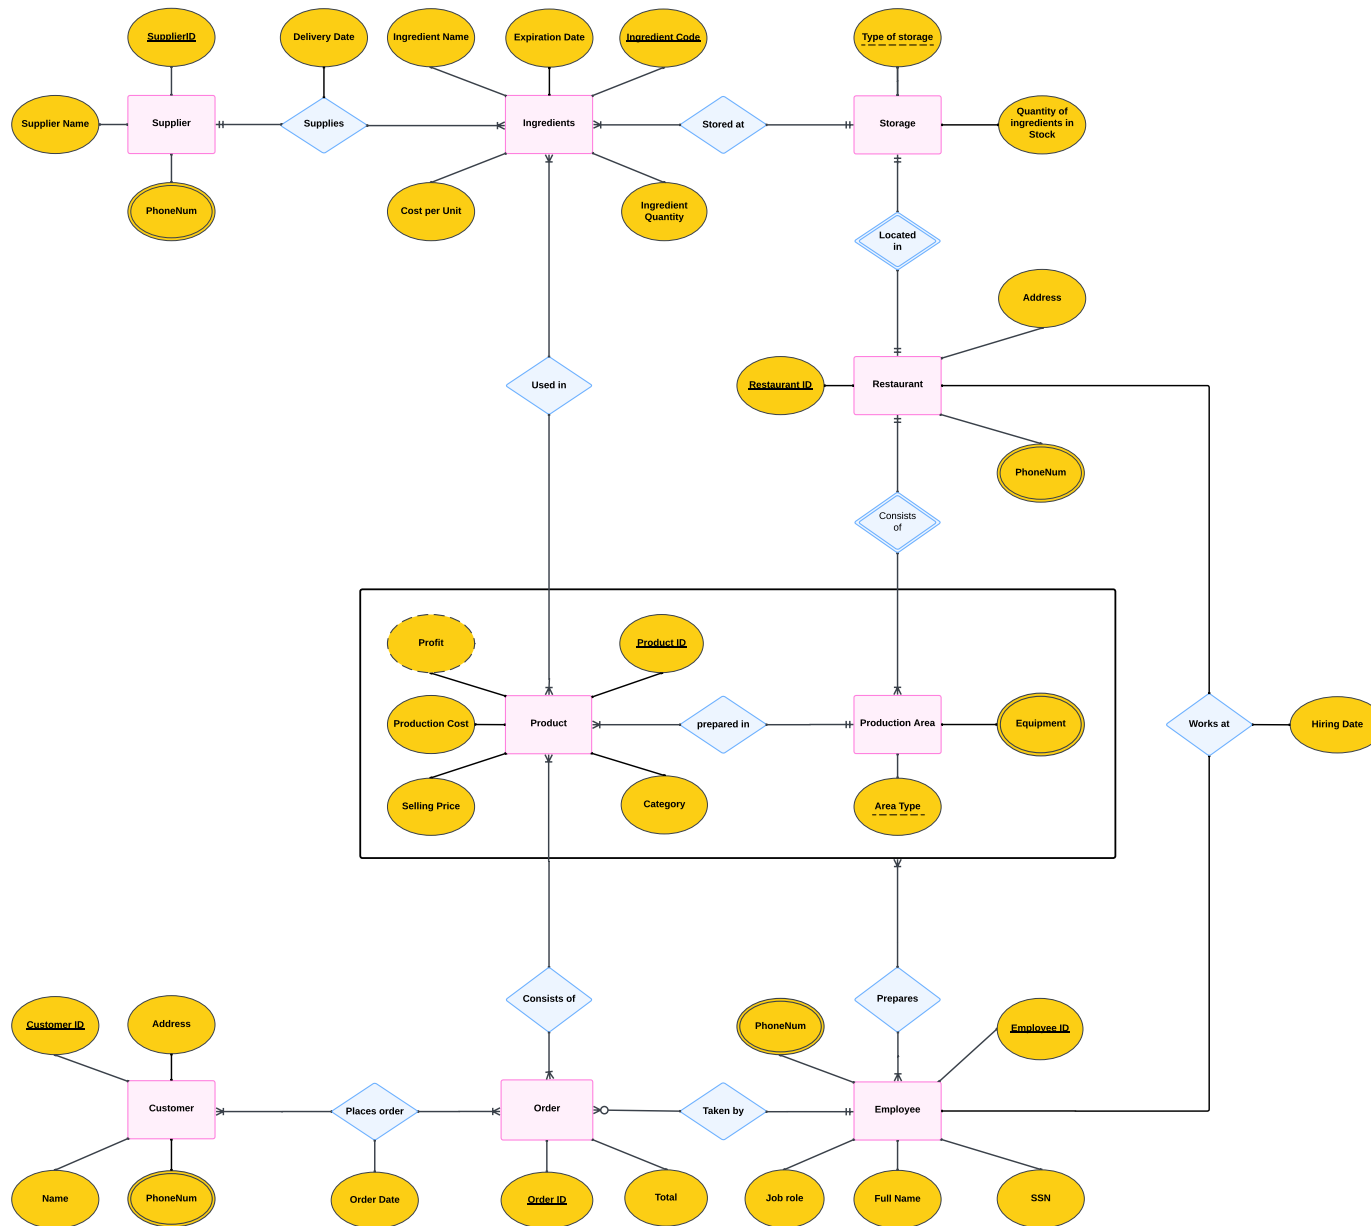 SupplierID
Delivery Date
Ingredient Name
Expiration Date
Ingredient Code
Type of storage
Supplier Name
Supplier
Supplies
Ingredients
Stored at
Storage
Quantity of
ingredients in
Stock
PhoneNum
Cost per Unit
Ingredient
Quantity
Located
in
Address
Used in
Restaurant ID
Restaurant
PhoneNum
Consists
of
Profit
Product ID
Production Cost
Product
prepared in
Production Area
Equipment
Works at
Hiring Date
Selling Price
Category
Area Type
Consists of
Prepares
Customer ID
Address
PhoneNum
Employee ID
Customer
Places order
Order
Taken by
Employee
Name
PhoneNum
Order Date
Order ID
Total
Job role
Full Name
SSN